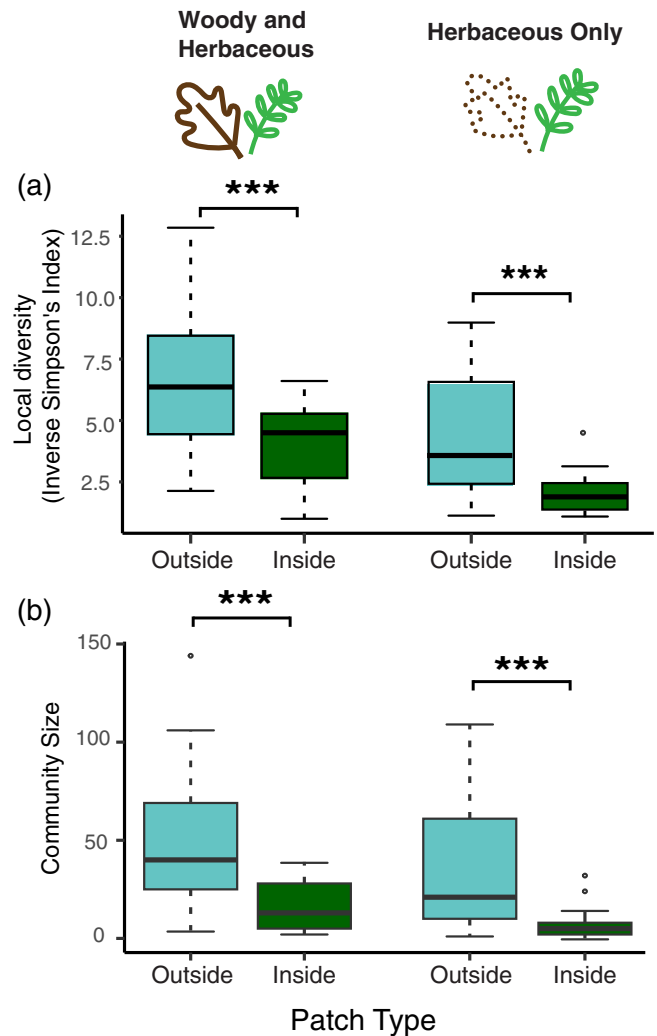 Woody and
Herbaceous
Herbaceous Only
(a)
***
***
Local diversity
(Inverse Simpson's Index)
12.5
10.0
7.5
5.0
2.5
Outside
Inside
Outside
Inside
(b)
***
***
Community Size
150
100
50
0
Outside
Inside
Outside
Inside
Patch Type